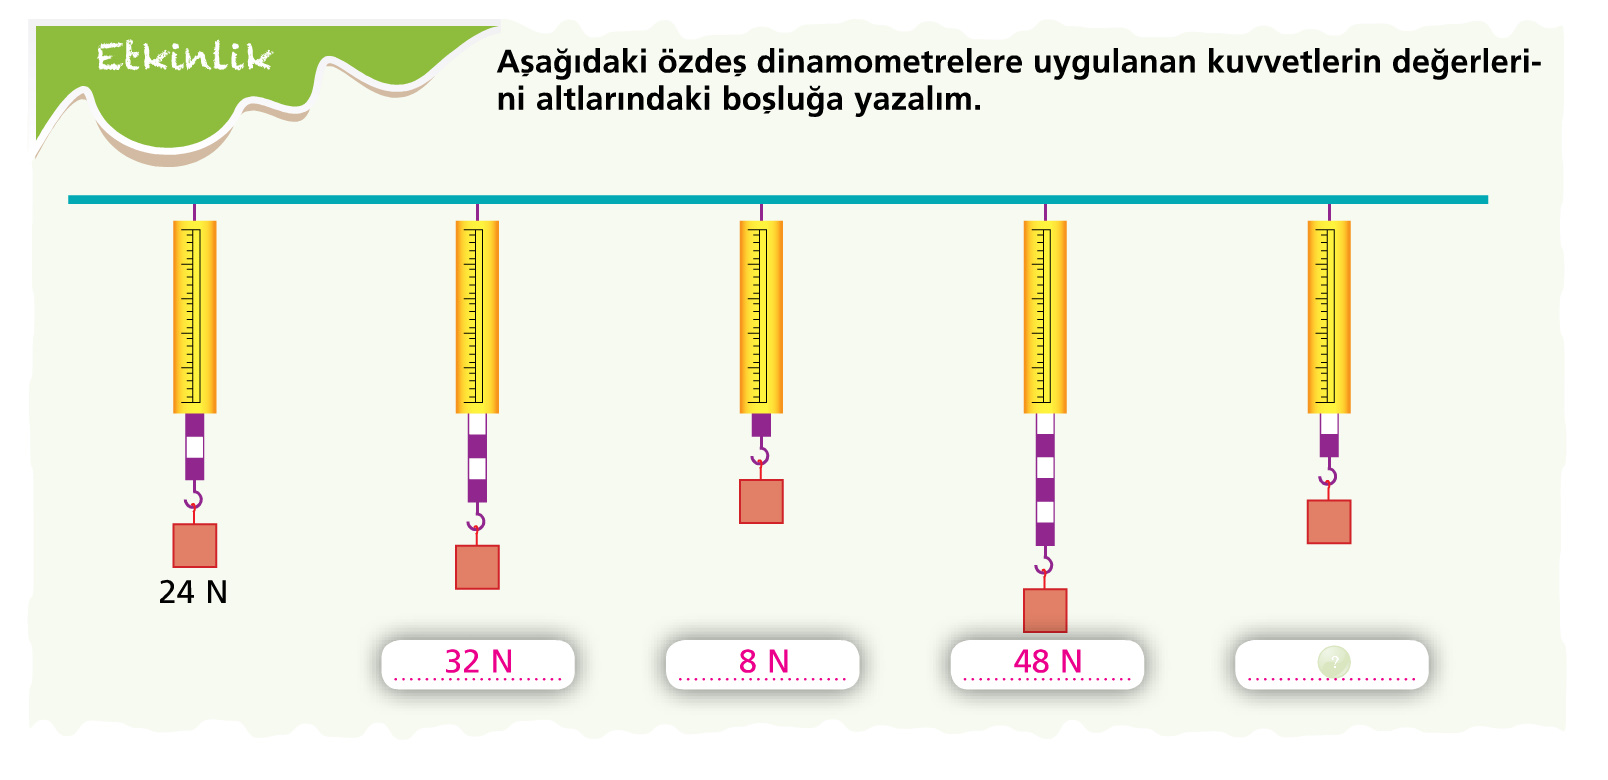 Etkinlik
Aşağıdaki özdeş dinamometrelere uygulanan kuvvetlerin değerleri-
ni altlarındaki boşluğa yazalım.
24 N
32 N
8 N
48 N
?